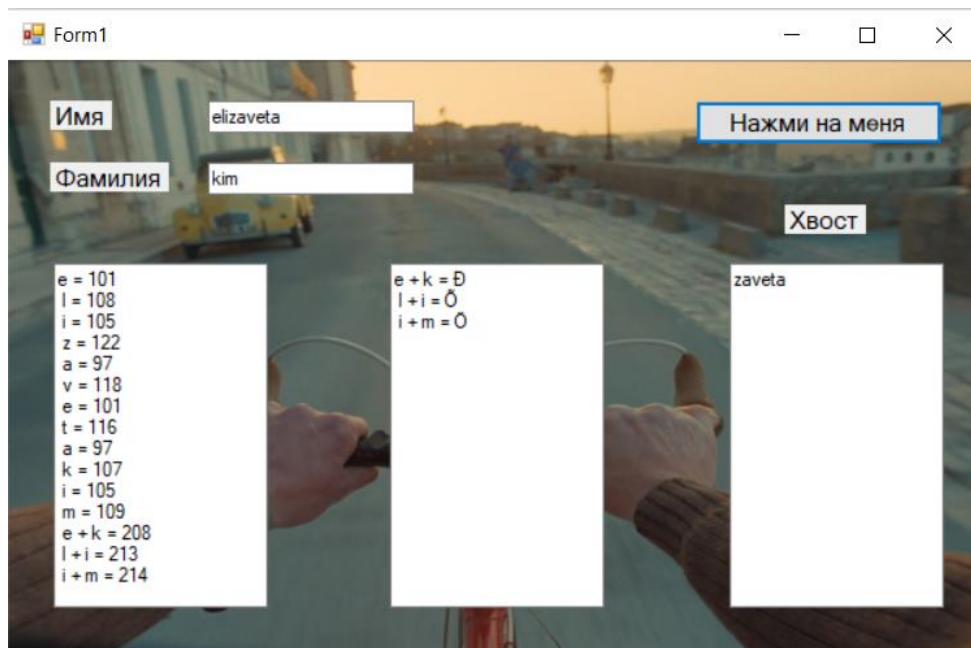 Form1
Имя
elizaveta
Нажми на меня
Фамилия
kim
Хвост
e = 101
l = 108
i = 105
z = 122
a = 97
v = 118
e = 101
t = 116
a = 97
k = 107
i = 105
m = 109
e + k = 208
l + i = 213
i + m = 214
e + k = Ð
l + i = Õ
i + m = Ö
zaveta